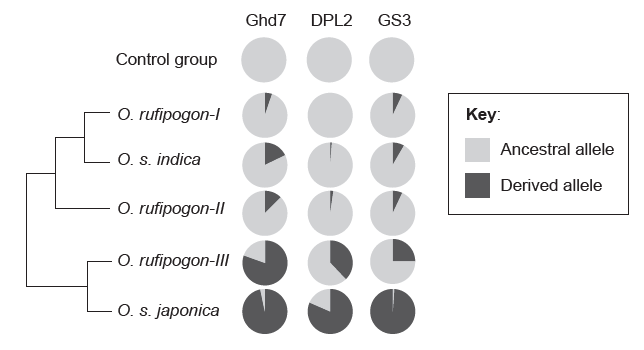 Ghd7 DPL2 GS3
Control group
O. rufipogon-I
O. s. indica
O. rufipogon-II
O. rufipogon-III
O. s. japonica
Key:
Ancestral allele
Derived allele